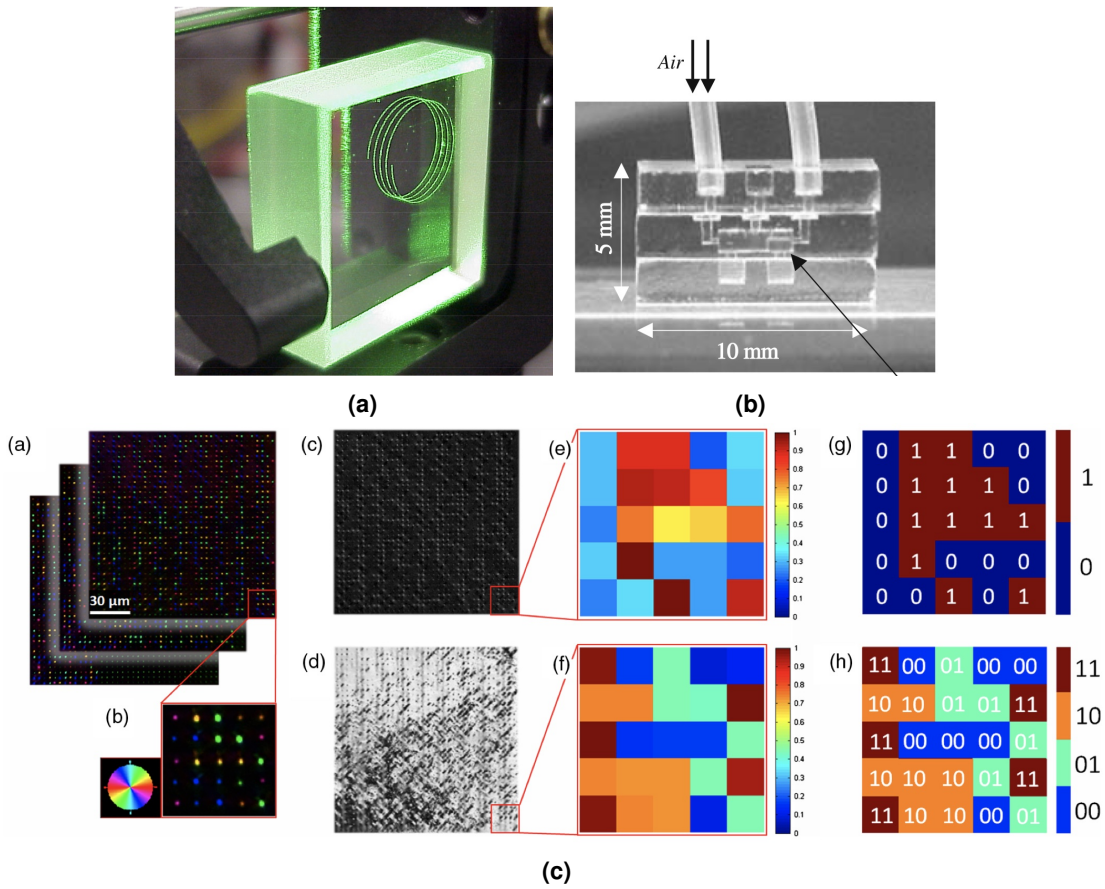 Air
5 mm
10 mm
(a)
(b)
(a)
30 µm
(b)
(c)
(d)
(e)
1
0.9
0.8
0.7
0.6
0.5
0.4
0.3
0.2
0.1
0
(f)
1
0.9
0.8
0.7
0.6
0.5
0.4
0.3
0.2
0.1
0
(g)
0 1 1 0 0
0 1 1 1 0
0 1 1 1 1
0 1 0 0 0
0 0 1 0 1
1
0
(h)
11 00 01 00 00
10 10 01 01 11
11 00 00 00 01
10 10 10 01 11
11 10 10 00 01
11
10
01
00
(c)